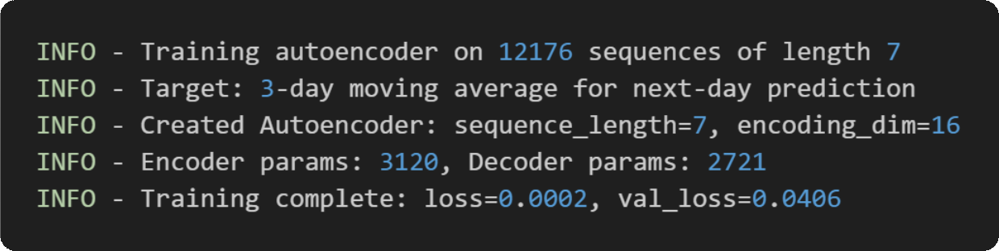 INFO - Training autoencoder on 12176 sequences of length 7
INFO - Target: 3-day moving average for next-day prediction
INFO - Created Autoencoder: sequence_length=7, encoding_dim=16
INFO - Encoder params: 3120, Decoder params: 2721
INFO - Training complete: loss=0.0002, val_loss=0.0406